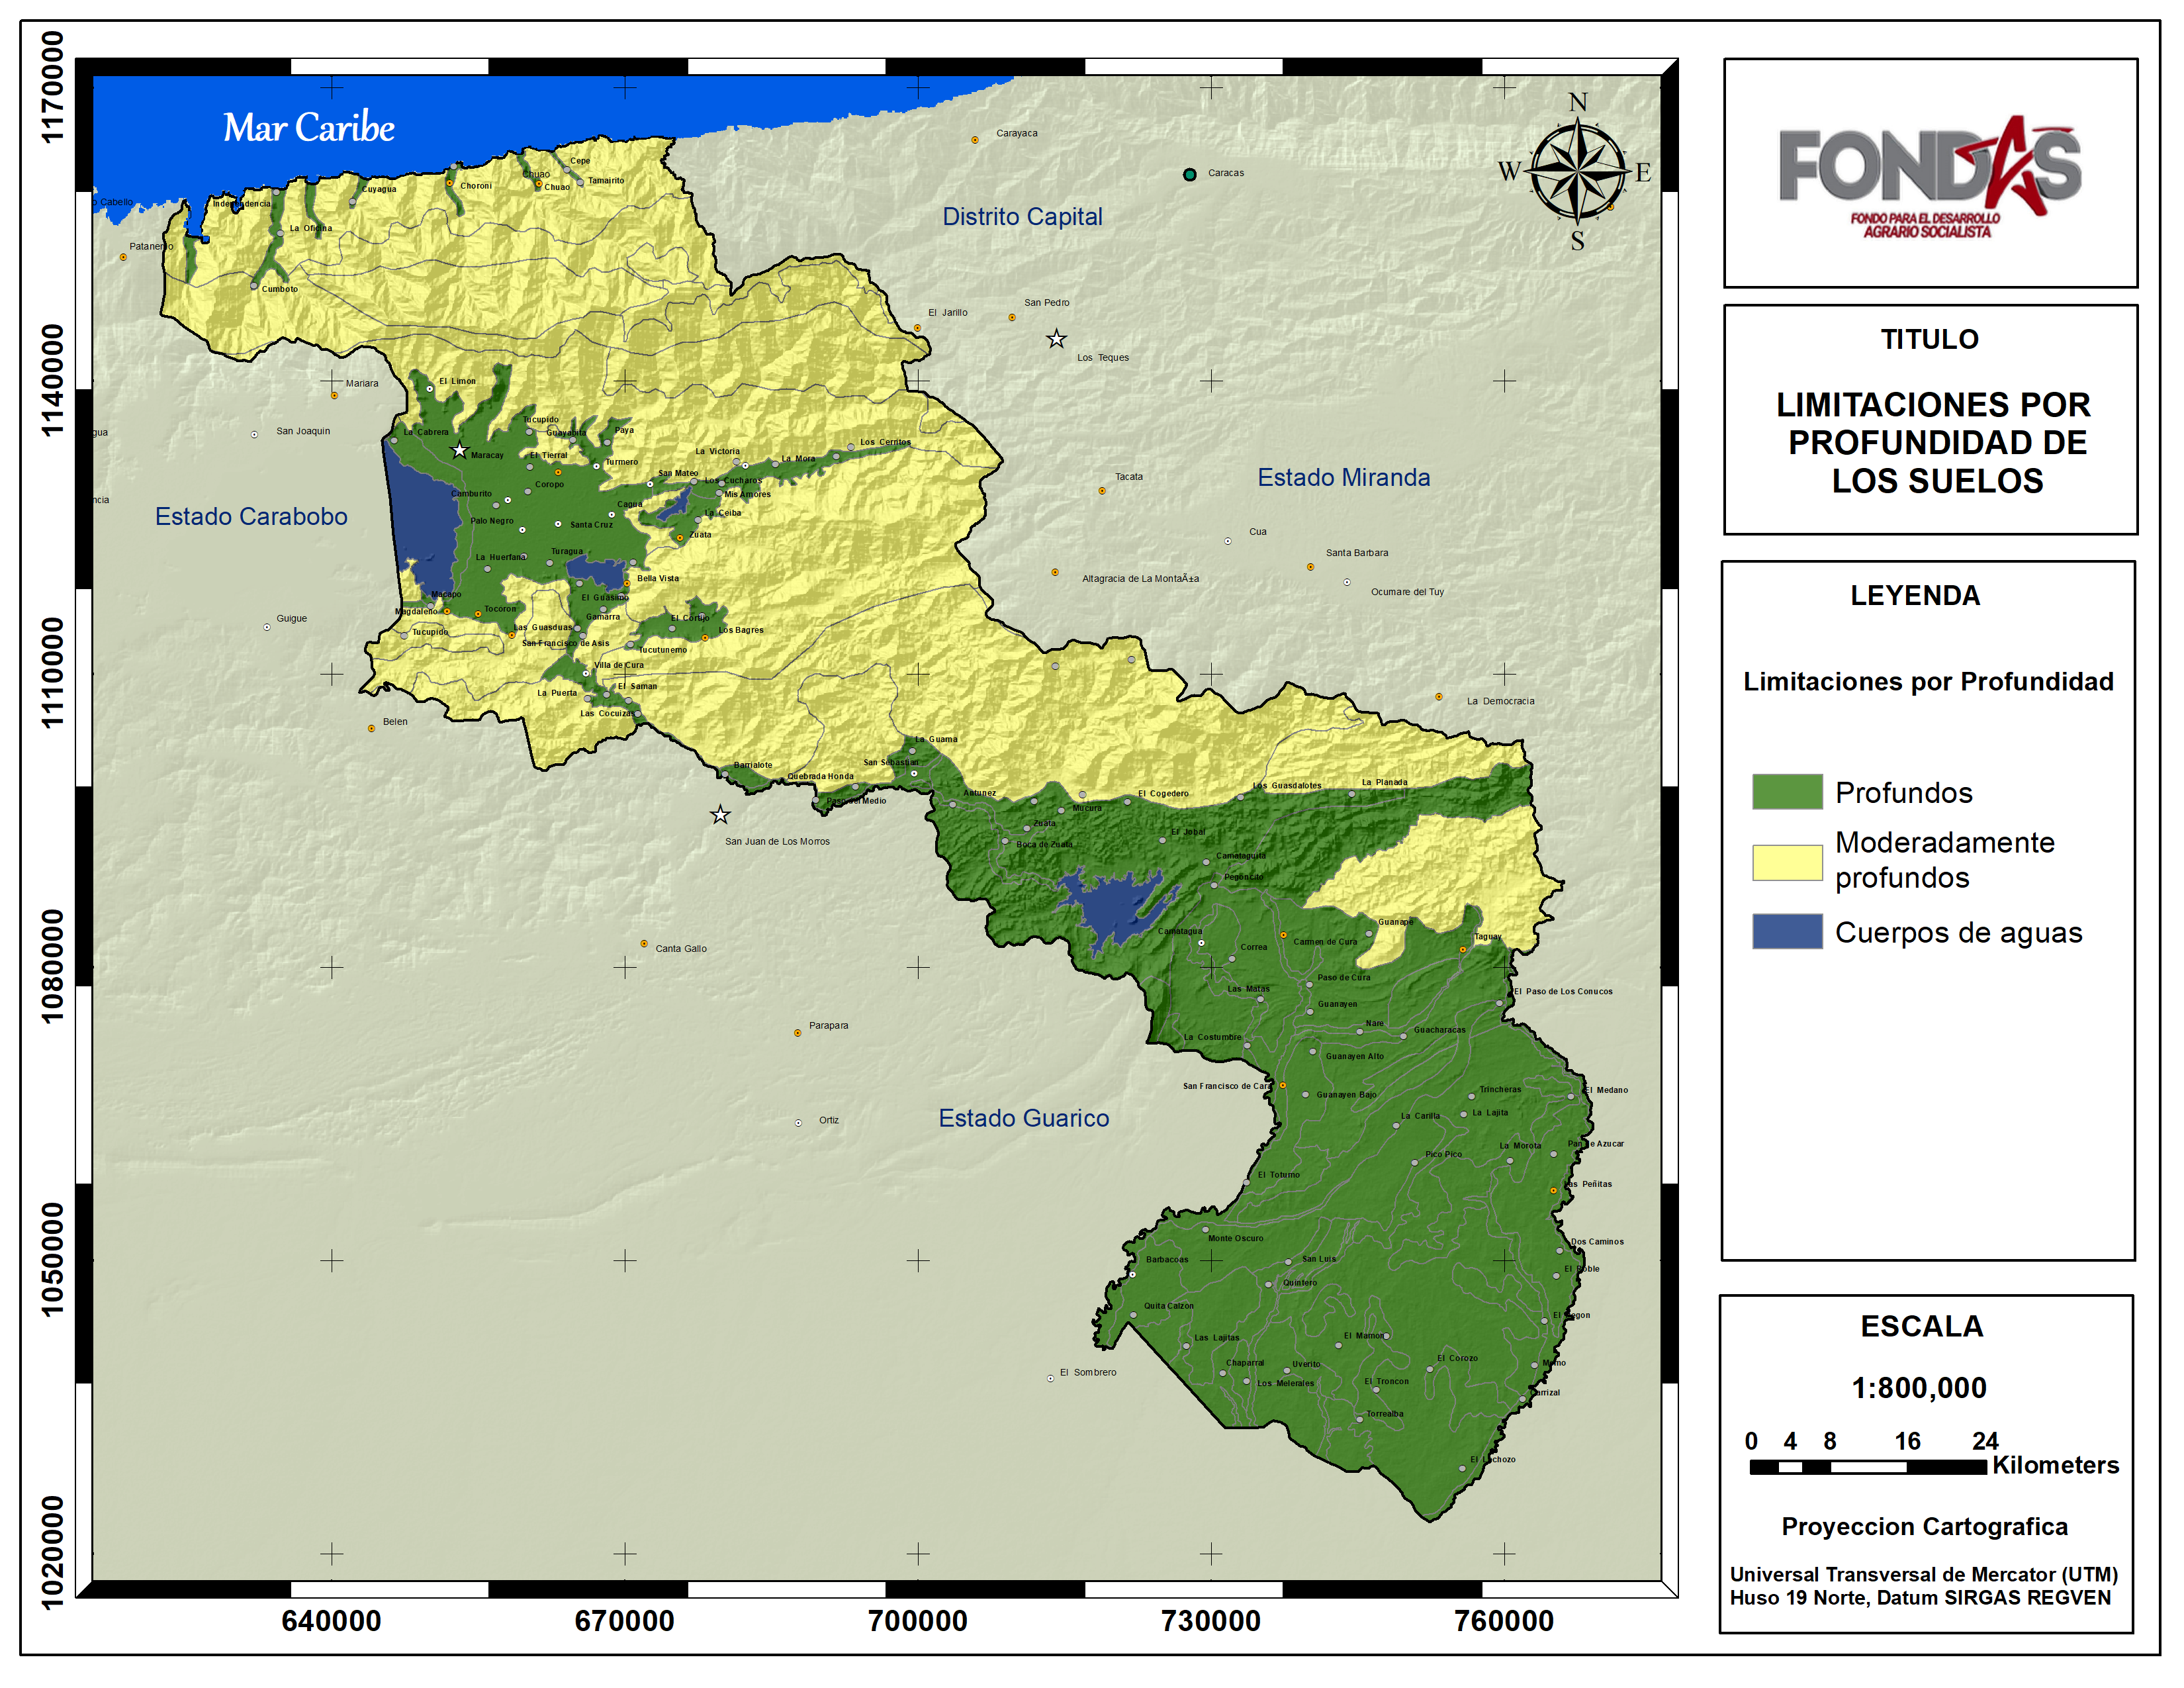 Mar Caribe
Carayaca
Caracas
Cepe
Chuao
Chuao
Tamairito
Choroni
Cuyagua
Independencia
o Cabello
La Oficina
Distrito Capital
Patanemo
Cumboto
San Pedro
El Jarillo
Los Teques
Mariara
El Limon
San Joaquin
gua
Tucupido
Guayabita
Paya
La Cabrera
Los Cerritos
Maracay
El Tierral
Turmero
La Victoria
La Mora
San Mateo
Los Cucharos
Tacata
Estado Miranda
Camburito
Coropo
Mis Amores
ncia
Cagua
La Ceiba
Estado Carabobo
Palo Negro
Santa Cruz
Zuata
Cua
La Huerfana
Turagua
Santa Barbara
Bella Vista
Altagracia de La MontaÃ±a
Ocumare del Tuy
Macapo
El Guasimo
Magdaleno
Tocoron
Gamarra
El Cortijo
Guigue
Las Guasduas
Los Bagres
Tucupido
San Francisco de Asis
Tucutunemo
Villa de Cura
La Puerta
El Saman
La Democracia
Las Cocuizas
Belen
La Guama
San Sebastian
Barrialote
Quebrada Honda
Los Guasdalotes
La Planada
Paso del Medio
Antunez
El Cogedero
Mucura
Zuata
El Jobal
San Juan de Los Morros
Boca de Zuata
Camataguita
Pegoncito
Guanape
Camatagua
Carmen de Cura
Taguay
Canta Gallo
Correa
Paso de Cura
Las Matas
El Paso de Los Conucos
Guanayen
Parapara
Nare
Guacharacas
La Costumbre
Guanayen Alto
San Francisco de Cara
Trincheras
El Medano
Guanayen Bajo
Ortiz
Estado Guarico
La Carilla
La Lajita
Pico Pico
La Morota
Pan de Azucar
El Totumo
Las Peñitas
Monte Oscuro
Dos Caminos
Barbacoas
San Luis
El Roble
Quintero
Quita Calzon
Las Lajitas
El Mamon
El Sombrero
Chaparral
Uverito
El Corozo
Memo
Los Melerales
El Troncon
Carrizal
Torrealba
N
W
E
S
1170000
1140000
1110000
1080000
1050000
1020000
640000
670000
700000
730000
760000
FONDAS
FONDO PARA EL DESARROLLO
AGRARIO SOCIALISTA
TITULO
LIMITACIONES POR
PROFUNDIDAD DE
LOS SUELOS
LEYENDA
Limitaciones por Profundidad
Profundos
Moderadamente
profundos
Cuerpos de aguas
ESCALA
1:800,000
0 4 8 16 24
Kilometers
Proyeccion Cartografica
Universal Transversal de Mercator (UTM)
Huso 19 Norte, Datum SIRGAS REGVEN